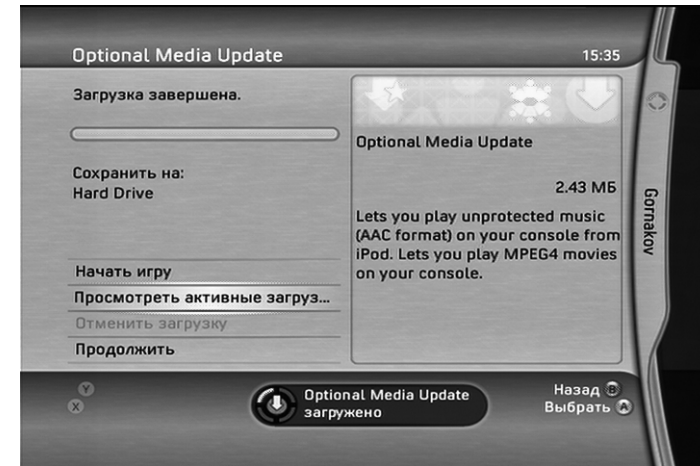 Optional Media Update
15:35
Загрузка завершена.
Сохранить на:
Hard Drive
Начать игру
Просмотреть активные загруз...
Отменить загрузку
Продолжить
Optional Media Update
2.43 МБ
Lets you play unprotected music
(AAC format) on your console from
iPod. Lets you play MPEG4 movies
on your console.
Gornakov
Y
X
Optional Media Update
загружено
Назад B
Выбрать A